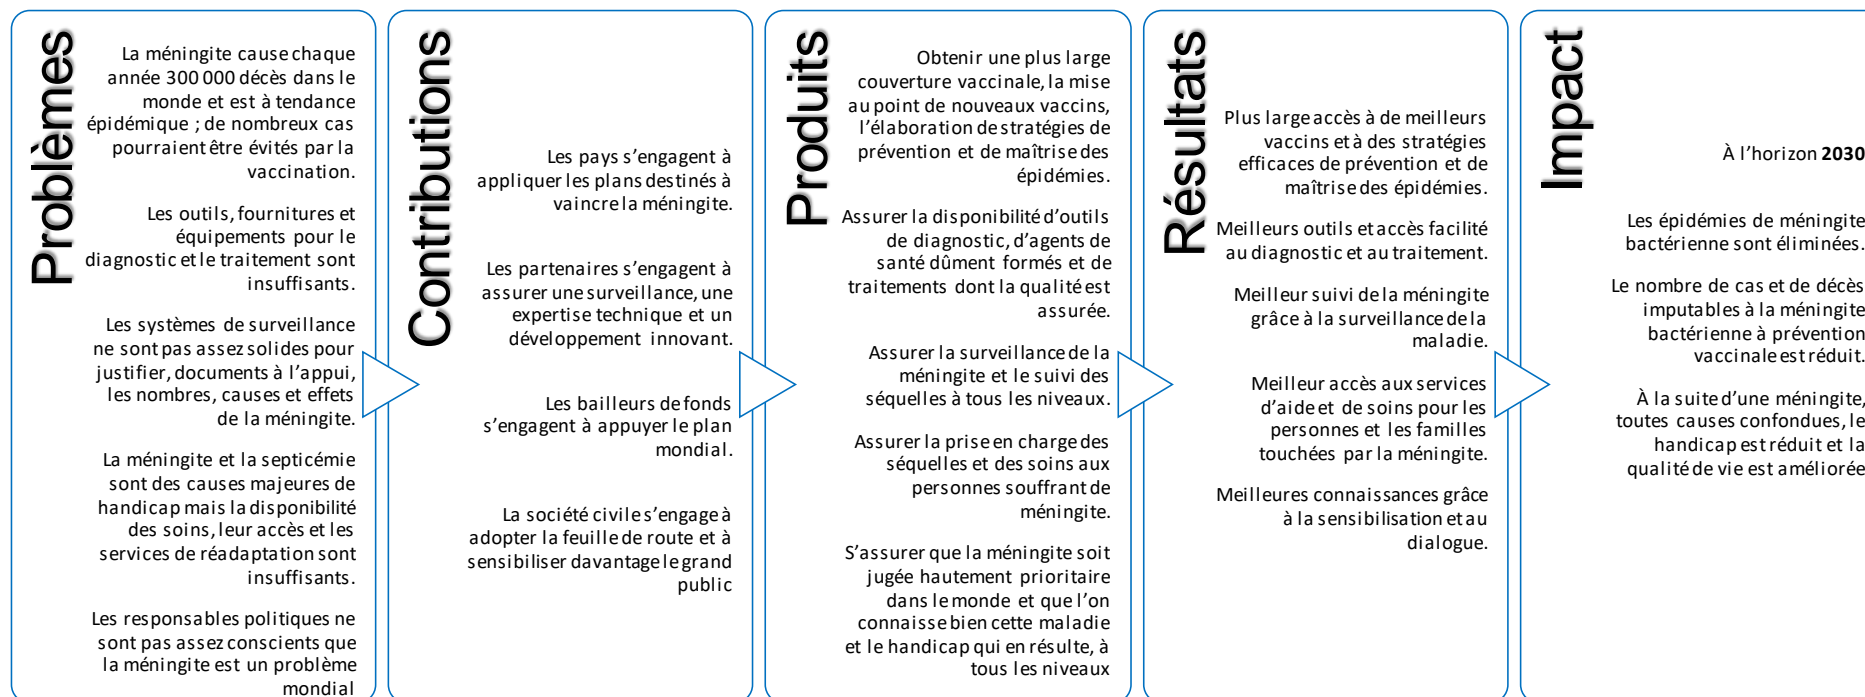 Problèmes
La méningite cause chaque
année 300 000 décès dans le
monde et est à tendance
épidémique ; de nombreux cas
pourraient être évités par la
vaccination.
Les outils, fournitures et
équipements pour le
diagnostic et le traitement sont
insuffisants.
Les systèmes de surveillance
ne sont pas assez solides pour
justifier, documents à l’appui,
les nombres, causes et effets
de la méningite.
La méningite et la septicémie
sont des causes majeures de
handicap mais la disponibilité
des soins, leur accès et les
services de réadaptation sont
insuffisants.
Les responsables politiques ne
sont pas assez conscients que
la méningite est un problème
mondial
Contributions
Les pays s’engagent à
appliquer les plans destinés à
vaincre la méningite.
Les partenaires s’engagent à
assurer une surveillance, une
expertise technique et un
développement innovant.
Les bailleurs de fonds
s’engagent à appuyer le plan
mondial.
La société civile s’engage à
adopter la feuille de route et à
sensibiliser davantage le grand
public
Produits
Obtenir une plus large
couverture vaccinale, la mise
au point de nouveaux vaccins,
l’élaboration de stratégies de
prévention et de maîtrise des
épidémies.
Assurer la disponibilité d’outils
de diagnostic, d’agents de
santé dûment formés et de
traitements dont la qualité est
assurée.
Assurer la surveillance de la
méningite et le suivi des
séquelles à tous les niveaux.
Assurer la prise en charge des
séquelles et des soins aux
personnes souffrant de
méningite.
S’assurer que la méningite soit
jugée hautement prioritaire
dans le monde et que l’on
connaisse bien cette maladie
et le handicap qui en résulte, à
tous les niveaux
Résultats
Plus large accès à de meilleurs
vaccins et à des stratégies
efficaces de prévention et de
maîtrise des épidémies.
Meilleurs outils et accès facilité
au diagnostic et au traitement.
Meilleur suivi de la méningite
grâce à la surveillance de la
maladie.
Meilleur accès aux services
d’aide et de soins pour les
personnes et les familles
touchées par la méningite.
Meilleures connaissances grâce
à la sensibilisation et au
dialogue.
Impact
À l’horizon 2030
Les épidémies de méningite
bactérienne sont éliminées.
Le nombre de cas et de décès
imputables à la méningite
bactérienne à prévention
vaccinale est réduit.
À la suite d’une méningite,
toutes causes confondues, le
handicap est réduit et la
qualité de vie est améliorée